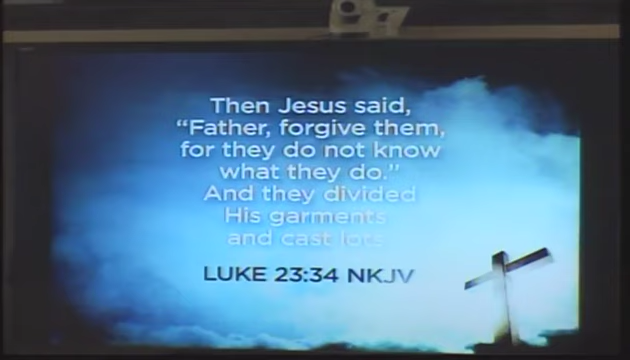 Then Jesus said,
“Father, forgive them,
for they do not know
what they do.”
And they divided
His garments
and cast lots
LUKE 23:34 NKJV